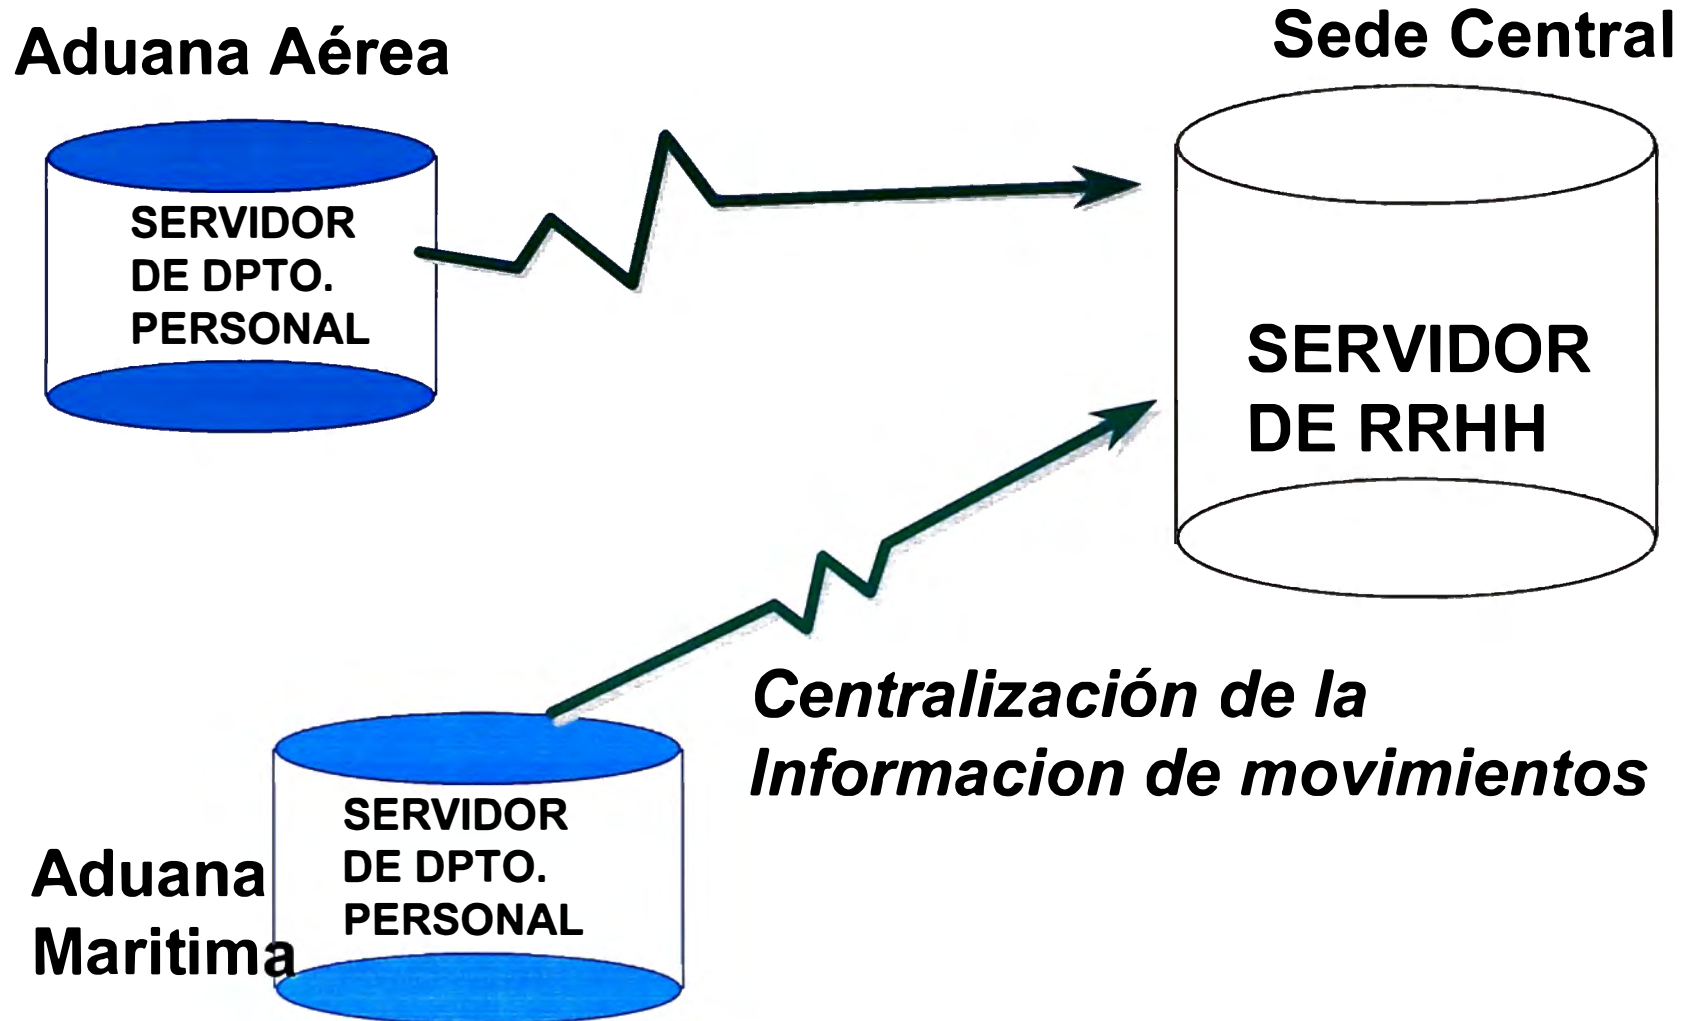 Aduana Aérea
Sede Central
SERVIDOR
DE DPTO.
PERSONAL
SERVIDOR
DE RRHH
Centralización de la
Informacion de movimientos
SERVIDOR
DE DPTO.
PERSONAL
Aduana
Maritima